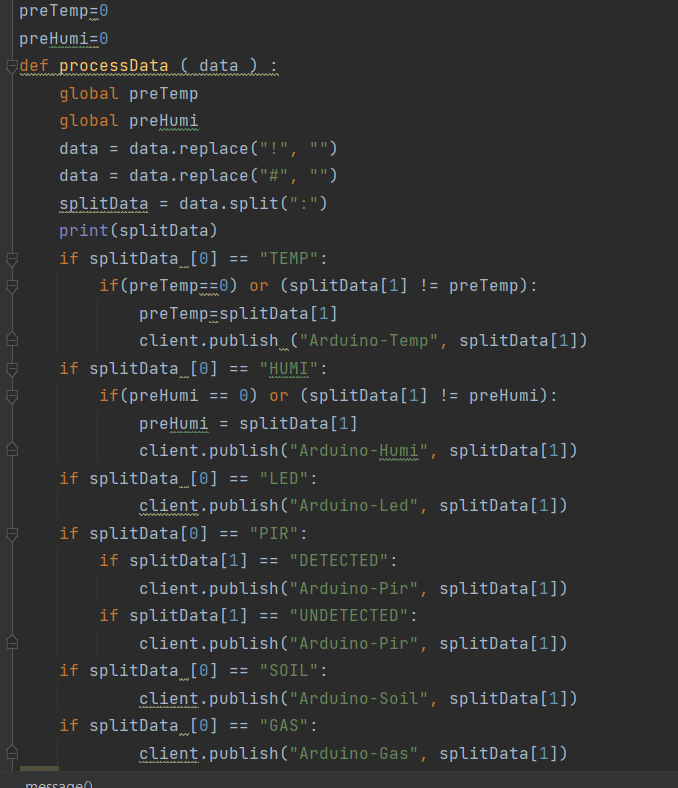 preTemp=0
preHumi=0
def processData ( data ) :
    global preTemp
    global preHumi
    data = data.replace("!", "")
    data = data.replace("#", "")
    splitData = data.split(":")
    print(splitData)
    if splitData [0] == "TEMP":
        if(preTemp==0) or (splitData[1] != preTemp):
            preTemp=splitData[1]
            client.publish ("Arduino-Temp", splitData[1])
    if splitData [0] == "HUMI":
        if(preHumi == 0) or (splitData[1] != preHumi):
            preHumi = splitData[1]
            client.publish("Arduino-Humi", splitData[1])
    if splitData [0] == "LED":
            client.publish("Arduino-Led", splitData[1])
    if splitData[0] == "PIR":
        if splitData[1] == "DETECTED":
            client.publish("Arduino-Pir", splitData[1])
        if splitData[1] == "UNDETECTED":
            client.publish("Arduino-Pir", splitData[1])
    if splitData [0] == "SOIL":
            client.publish("Arduino-Soil", splitData[1])
    if splitData [0] == "GAS":
            client.publish("Arduino-Gas", splitData[1])
message()